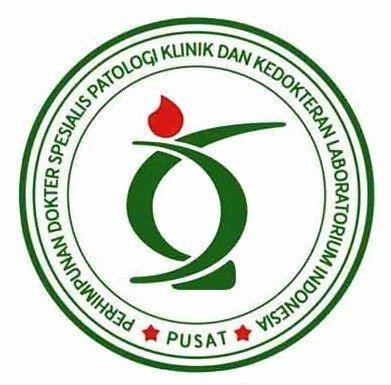 PERHIMPUNAN DOKTER SPESIALIS PATOLOGI KLINIK DAN KEDOKTERAN LABORATORIUM INDONESIA
PUSAT